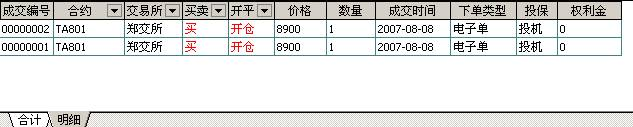 成交编号 合约 交易所 买卖 开平 价格 数量 成交时间 下单类型 投保 权利金
00000002 TA801 郑交所 买 开仓 8900 1 2007-08-08 电子单 投机 0
00000001 TA801 郑交所 买 开仓 8900 1 2007-08-08 电子单 投机 0
合计 明细